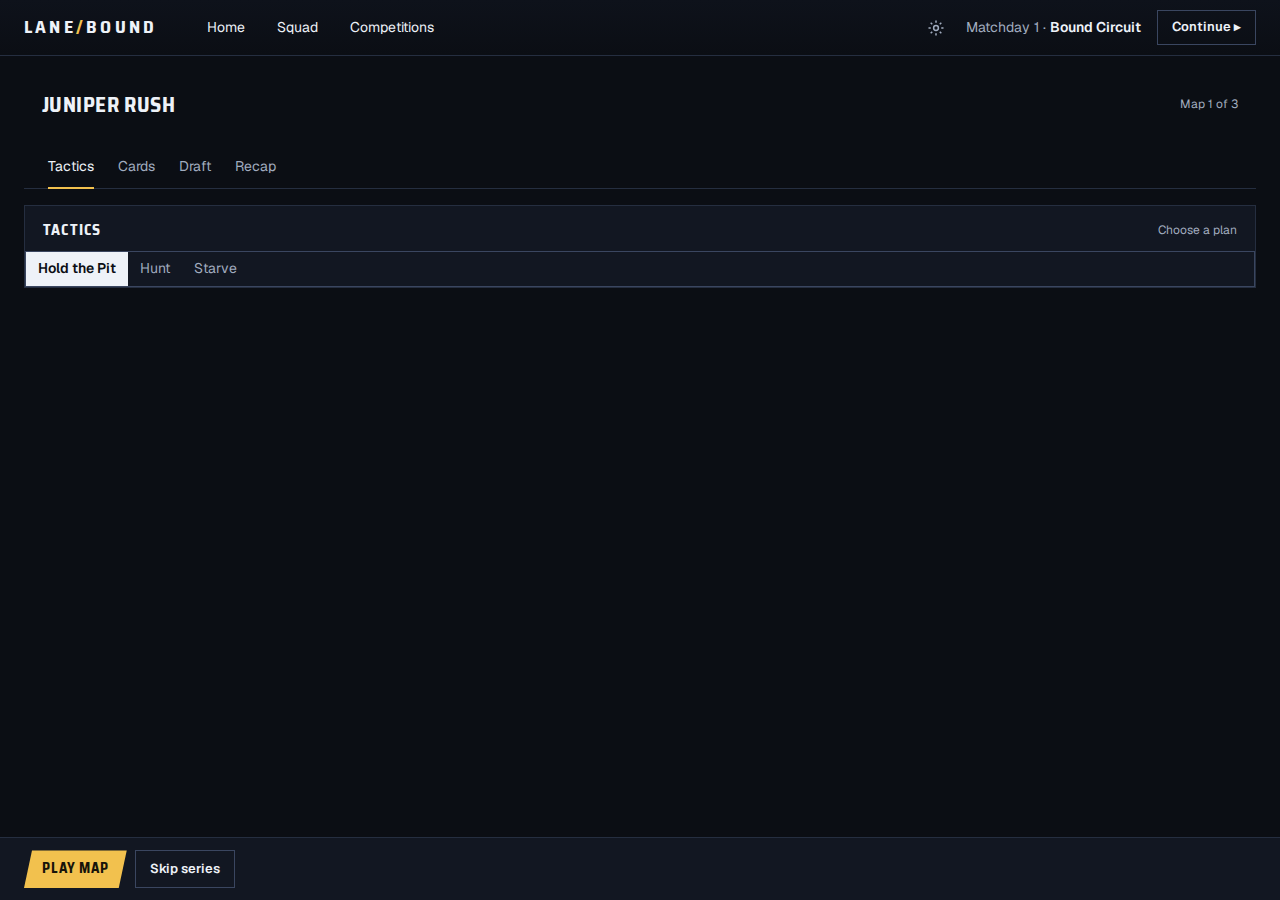 LANE/BOUND Home Squad Competitions Matchday 1 · Bound Circuit Continue ▸
JUNIPER RUSH Map 1 of 3
Tactics Cards Draft Recap
TACTICS Choose a plan
Hold the Pit Hunt Starve
PLAY MAP Skip series